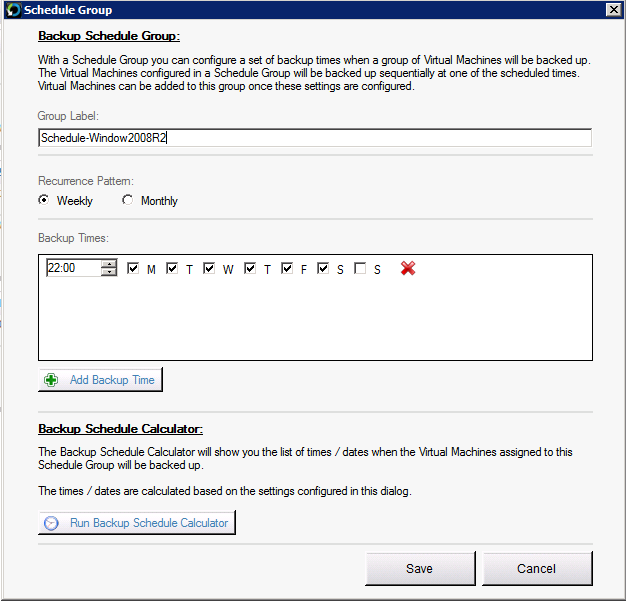 Schedule Group
Backup Schedule Group:
With a Schedule Group you can configure a set of backup times when a group of Virtual Machines will be backed up.
The Virtual Machines configured in a Schedule Group will be backed up sequentially at one of the scheduled times.
Virtual Machines can be added to this group once these settings are configured.
Group Label:
Schedule-Window2008R2
Recurrence Pattern:
Weekly Monthly
Backup Times:
22:00 M T W T F S S
Add Backup Time
Backup Schedule Calculator:
The Backup Schedule Calculator will show you the list of times / dates when the Virtual Machines assigned to this
Schedule Group will be backed up.
The times / dates are calculated based on the settings configured in this dialog.
Run Backup Schedule Calculator
Save Cancel